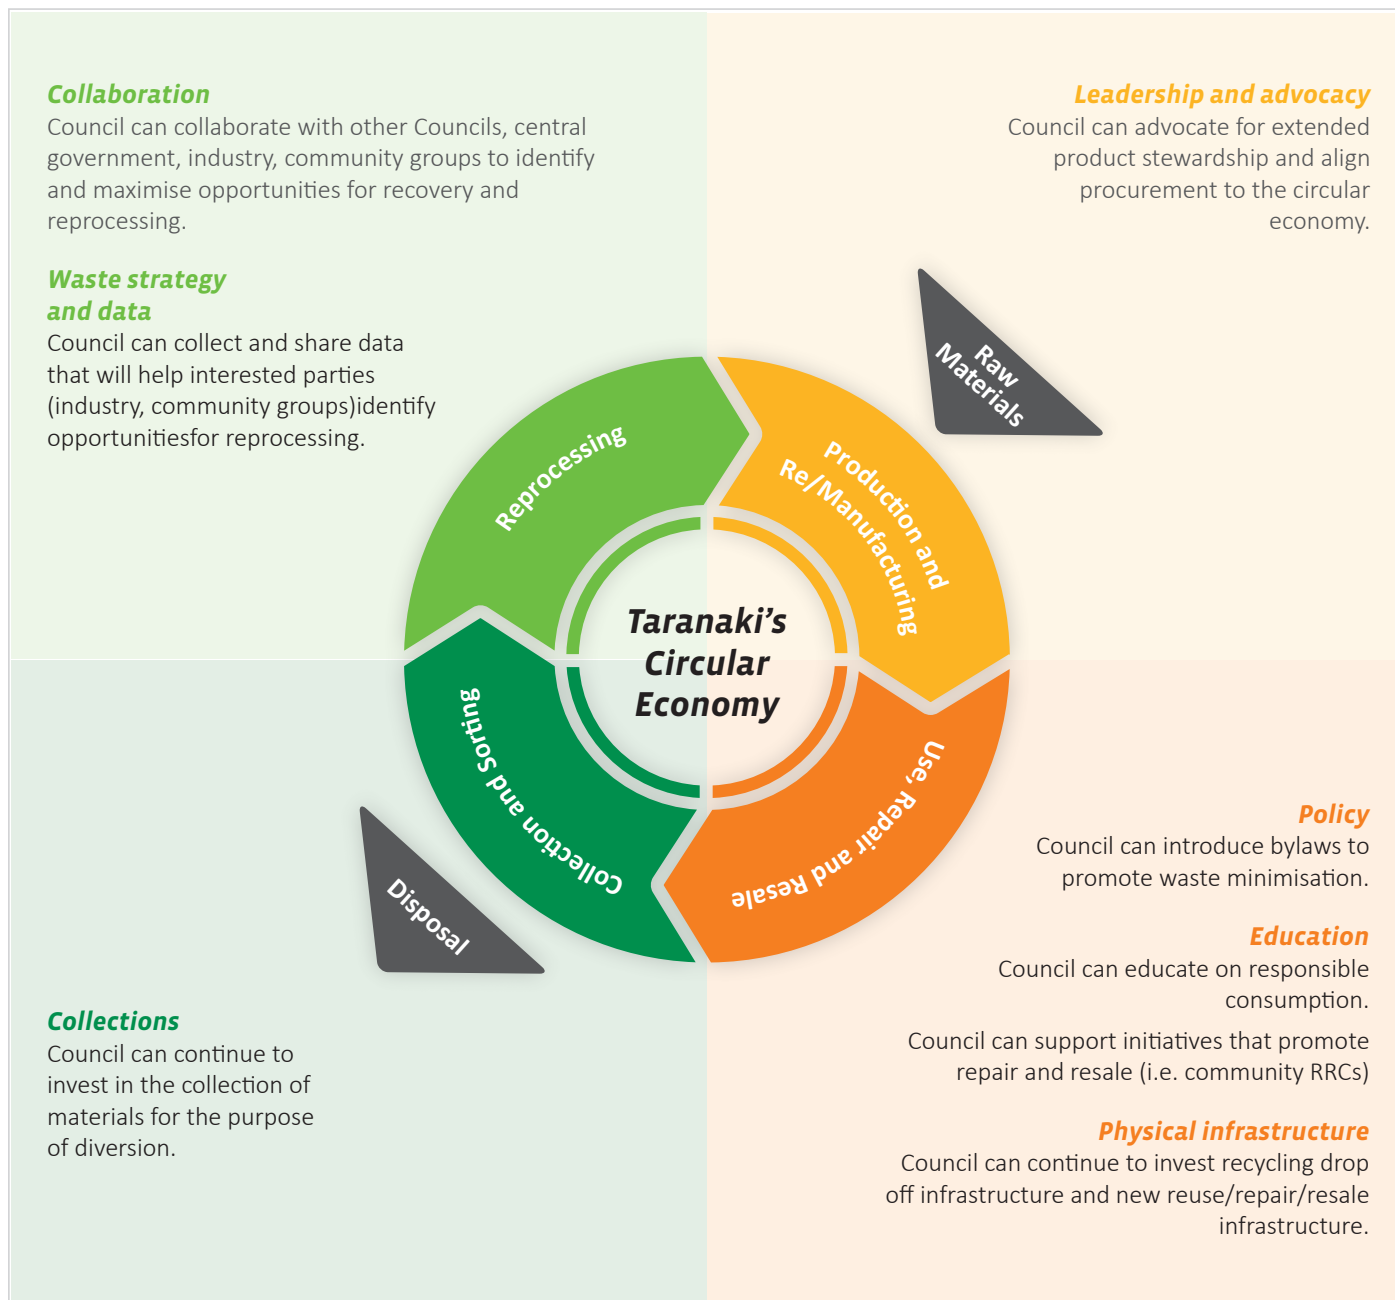 Collaboration
Council can collaborate with other Councils, central
government, industry, community groups to identify
and maximise opportunities for recovery and
reprocessing.
Waste strategy
and data
Council can collect and share data
that will help interested parties
(industry, community groups)identify
opportunitiesfor reprocessing.
Leadership and advocacy
Council can advocate for extended
product stewardship and align
procurement to the circular
economy.
Raw
Materials
Reprocessing
Production and
Re/Manufacturing
Taranaki’s
Circular
Economy
Collection and Sorting
Use, Repair and Resale
Disposal
Collections
Council can continue to
invest in the collection of
materials for the purpose
of diversion.
Policy
Council can introduce bylaws to
promote waste minimisation.
Education
Council can educate on responsible
consumption.
Council can support initiatives that promote
repair and resale (i.e. community RRCs)
Physical infrastructure
Council can continue to invest recycling drop
off infrastructure and new reuse/repair/resale
infrastructure.